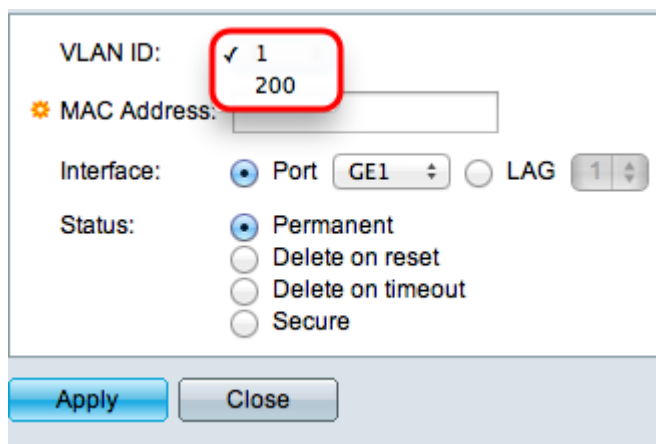 VLAN ID: ✓ 1
200
MAC Address:
Interface: Port GE1 LAG 1
Status: Permanent
Delete on reset
Delete on timeout
Secure
Apply Close